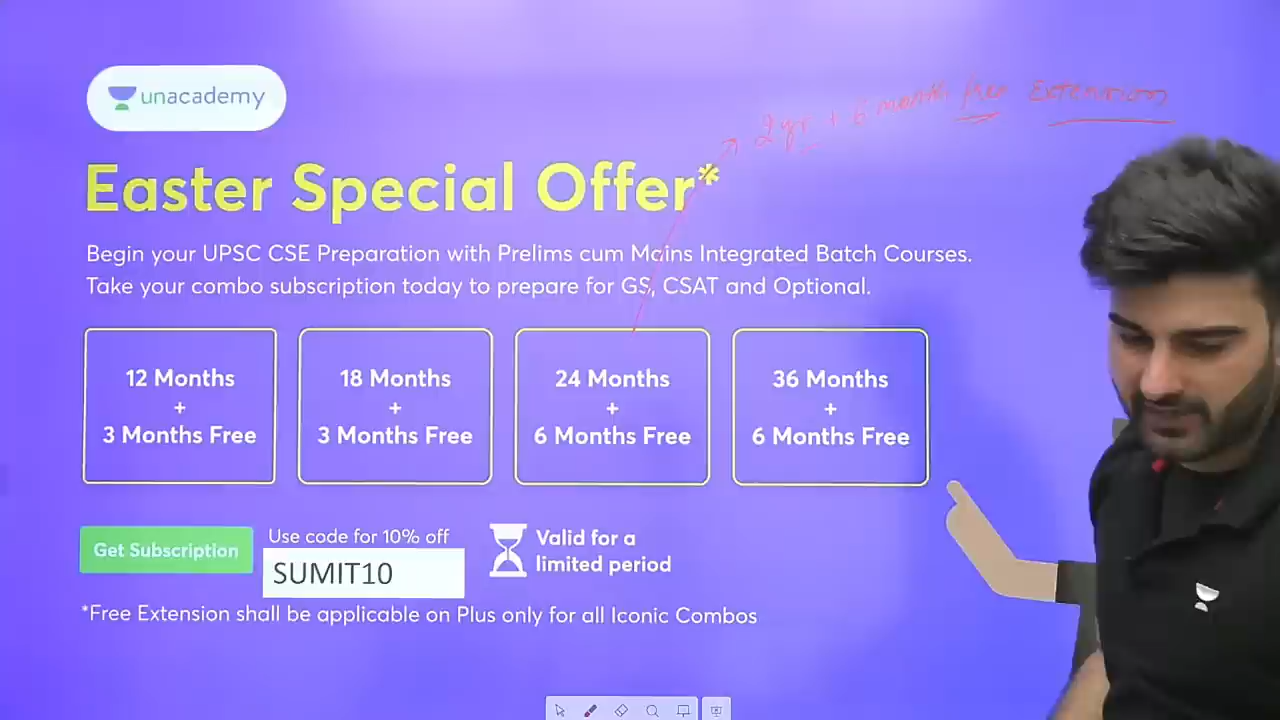 unacademy
2 yr + 6 month free Extension
Easter Special Offer*
Begin your UPSC CSE Preparation with Prelims cum Mains Integrated Batch Courses.
Take your combo subscription today to prepare for GS, CSAT and Optional.
12 Months
+
3 Months Free
18 Months
+
3 Months Free
24 Months
+
6 Months Free
36 Months
+
6 Months Free
Get Subscription
Use code for 10% off
SUMIT10
Valid for a
limited period
*Free Extension shall be applicable on Plus only for all Iconic Combos